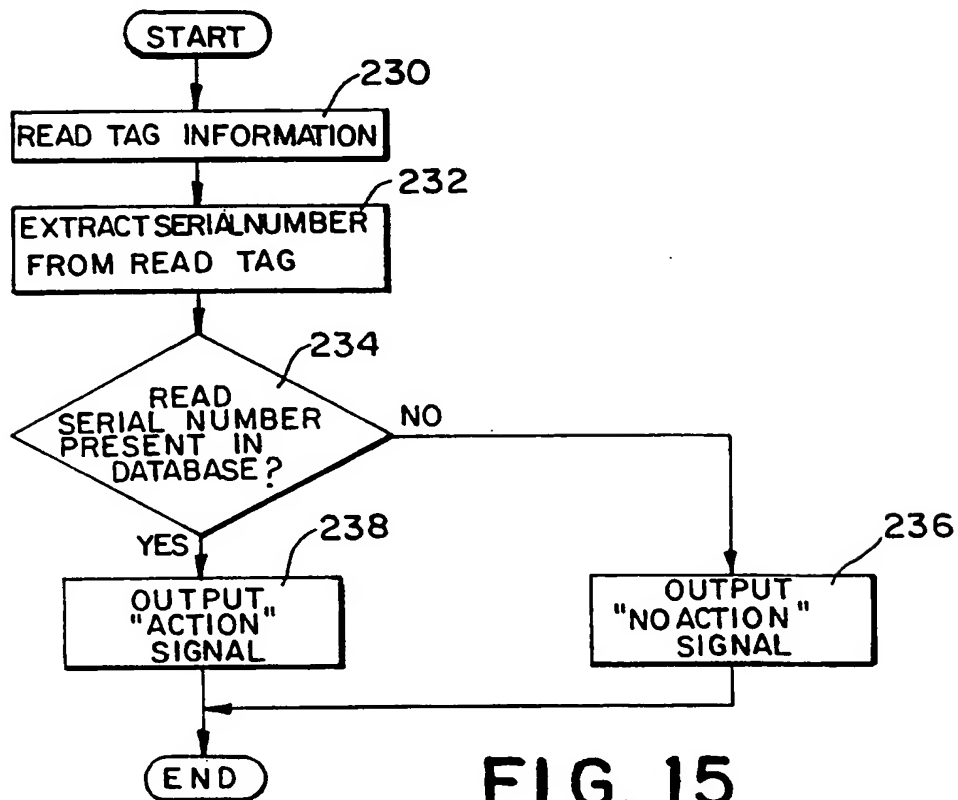 START
230
READ TAG INFORMATION
232
EXTRACT SERIAL NUMBER
FROM READ TAG
234
READ
SERIAL NUMBER
PRESENT IN
DATABASE?
NO
YES
238
236
OUTPUT
"ACTION"
SIGNAL
OUTPUT
"NO ACTION"
SIGNAL
END
FIG. 15